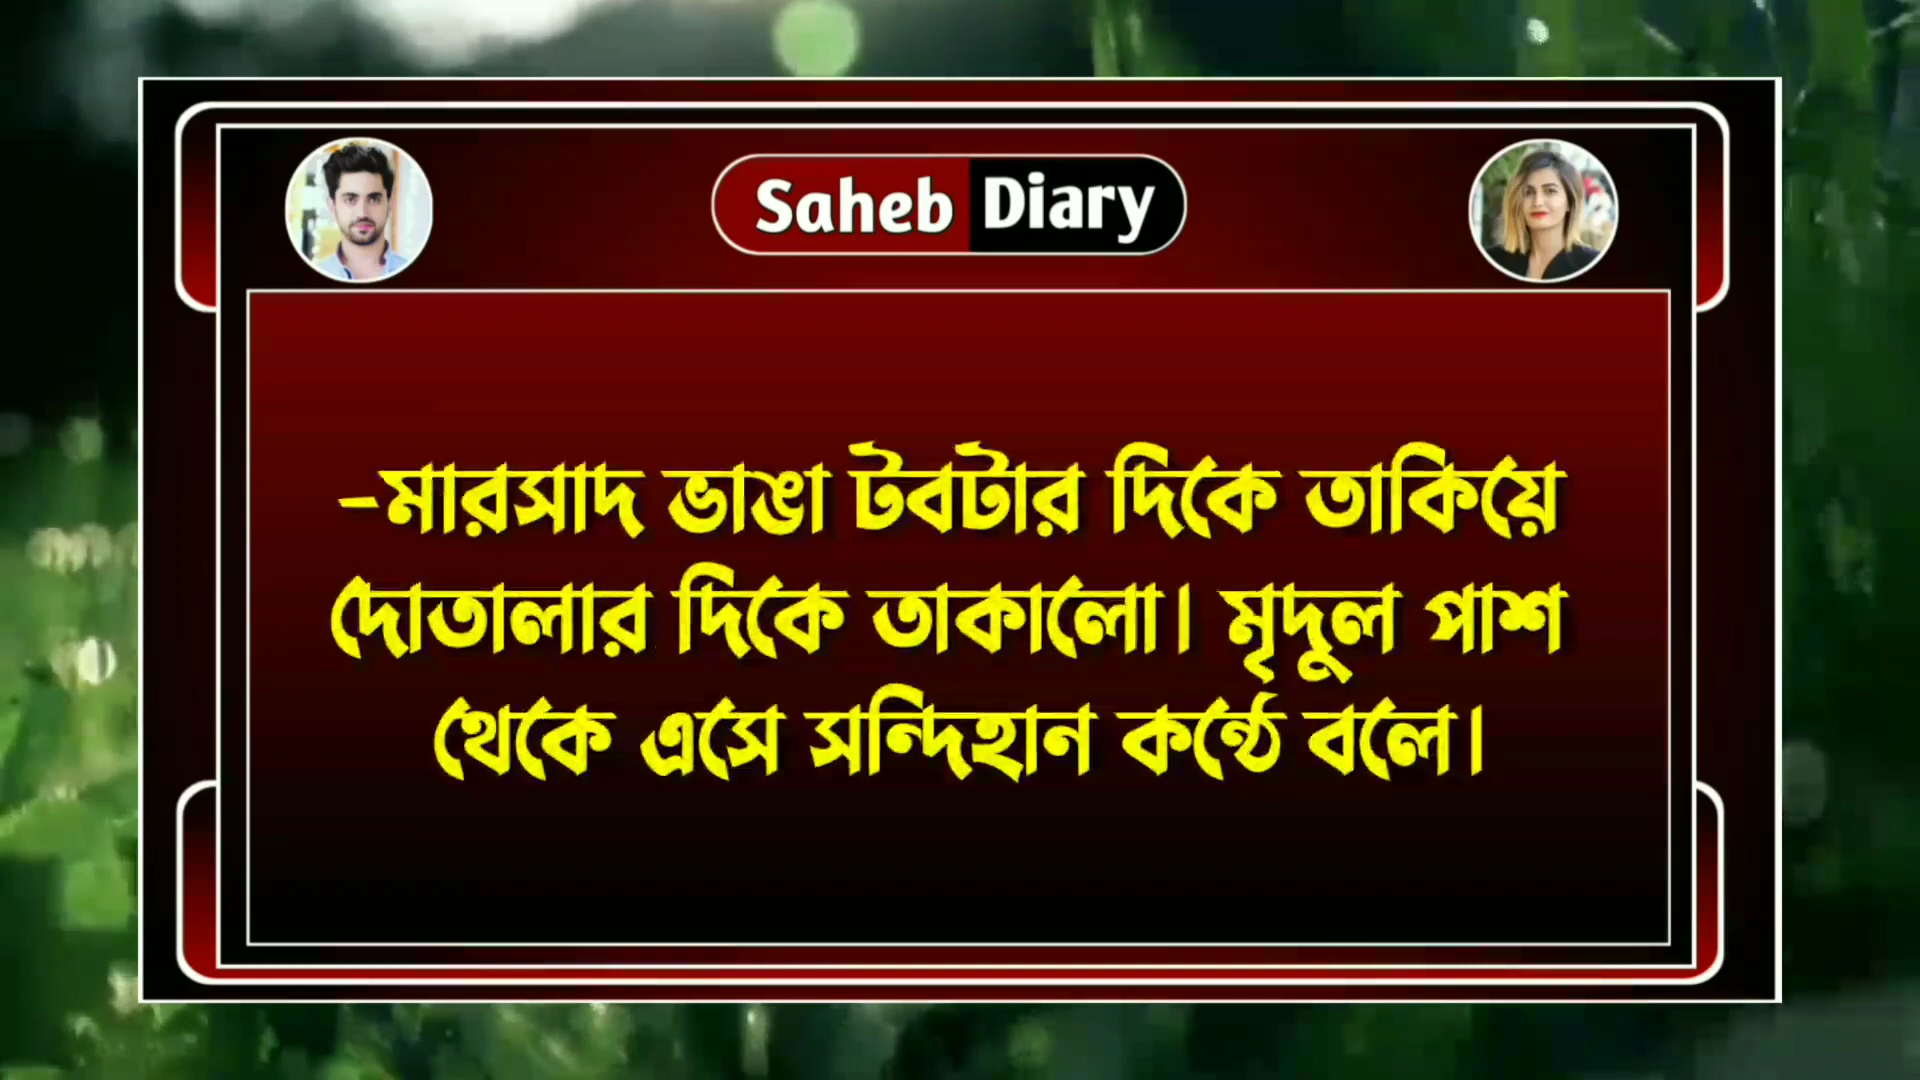 Saheb Diary
-মারসাদ ভাঙা টবটার দিকে তাকিয়ে
দোতালার দিকে তাকালো। মৃদুল পাশ
থেকে এসে সন্দিহান কন্ঠে বলে।